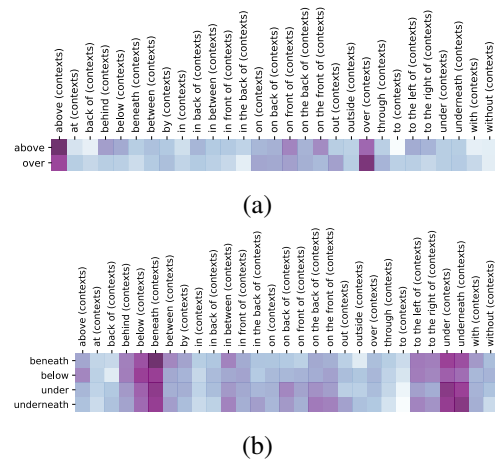 above (contexts)
at (contexts)
back of (contexts)
behind (contexts)
below (contexts)
beneath (contexts)
between (contexts)
by (contexts)
in (contexts)
in back of (contexts)
in between (contexts)
in front of (contexts)
in the back of (contexts)
on (contexts)
on back of (contexts)
on front of (contexts)
on the back of (contexts)
on the front of (contexts)
out (contexts)
outside (contexts)
over (contexts)
through (contexts)
to (contexts)
to the left of (contexts)
to the right of (contexts)
under (contexts)
underneath (contexts)
with (contexts)
without (contexts)
above
over
(a)
above (contexts)
at (contexts)
back of (contexts)
behind (contexts)
below (contexts)
beneath (contexts)
between (contexts)
by (contexts)
in (contexts)
in back of (contexts)
in between (contexts)
in front of (contexts)
in the back of (contexts)
on (contexts)
on back of (contexts)
on front of (contexts)
on the back of (contexts)
on the front of (contexts)
out (contexts)
outside (contexts)
over (contexts)
through (contexts)
to (contexts)
to the left of (contexts)
to the right of (contexts)
under (contexts)
underneath (contexts)
with (contexts)
without (contexts)
beneath
below
under
underneath
(b)